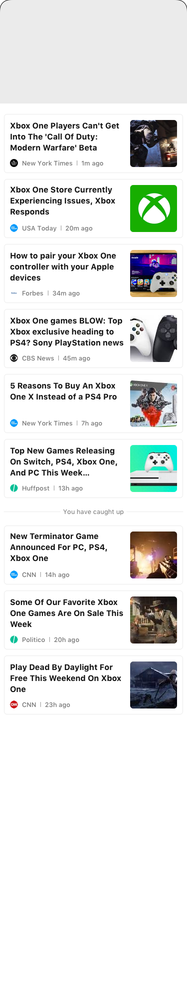 Xbox One Players Can't Get
Into The 'Call Of Duty:
Modern Warfare' Beta
New York Times | 1m ago
Xbox One Store Currently
Experiencing Issues, Xbox
Responds
USA Today | 20m ago
How to pair your Xbox One
controller with your Apple
devices
Arcade
Forbes
Forbes | 34m ago
Xbox One games BLOW: Top
Xbox exclusive heading to
PS4? Sony PlayStation news
CBS News | 45m ago
5 Reasons To Buy An Xbox
One X Instead of a PS4 Pro
XBOX ONE X
New York Times | 7h ago
Top New Games Releasing
On Switch, PS4, Xbox One,
And PC This Week...
Huffpost | 13h ago
You have caught up
New Terminator Game
Announced For PC, PS4,
Xbox One
CNN | 14h ago
Some Of Our Favorite Xbox
One Games Are On Sale This
Week
Politico | 20h ago
Play Dead By Daylight For
Free This Weekend On Xbox
One
CNN
CNN | 23h ago